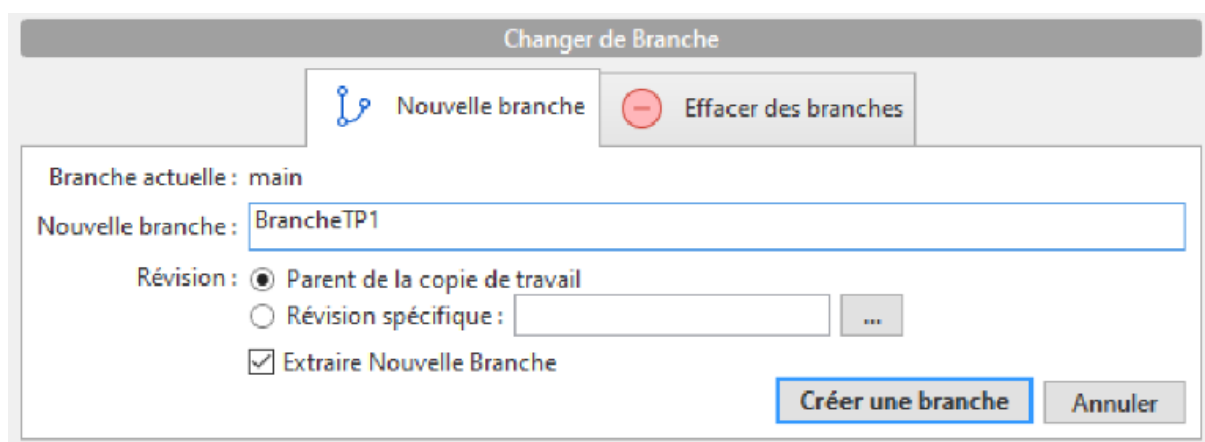 Changer de Branche
Nouvelle branche Effacer des branches
Branche actuelle : main
Nouvelle branche : BrancheTP1
Révision : Parent de la copie de travail
Révision spécifique : ...
Extraire Nouvelle Branche
Créer une branche Annuler